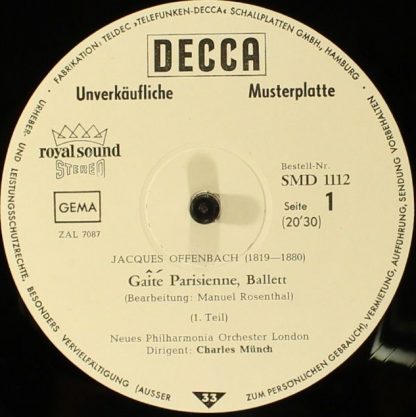 FABRIKATION: TELDEC »TELEFUNKEN-DECCA« SCHALLPLATTEN GMBH., HAMBURG •
DECCA
Unverkäufliche Musterplatte
royal sound
STEREO
GEMA
ZAL 7087
Bestell-Nr.
SMD 1112
Seite 1
(20'30)
JACQUES OFFENBACH (1819—1880)
Gaîté Parisienne, Ballett
(Bearbeitung: Manuel Rosenthal)
(1. Teil)
Neues Philharmonia Orchester London
Dirigent: Charles Münch
33
URHEBER- UND LEISTUNGSSCHUTZRECHTE, BESONDERS VERVIELFÄLTIGUNG (AUSSER ZUM PERSÖNLICHEN GEBRAUCH), VERMIETUNG, AUFFÜHRUNG, SENDUNG VORBEHALTEN •